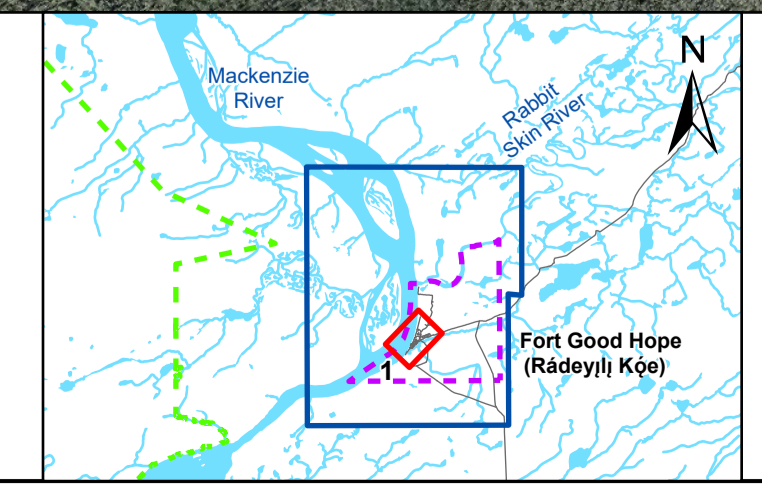 Mackenzie
River
Rabbit
Skin River
N
Fort Good Hope
(Rádeyı̨lı̨ Kǫ́e)
1